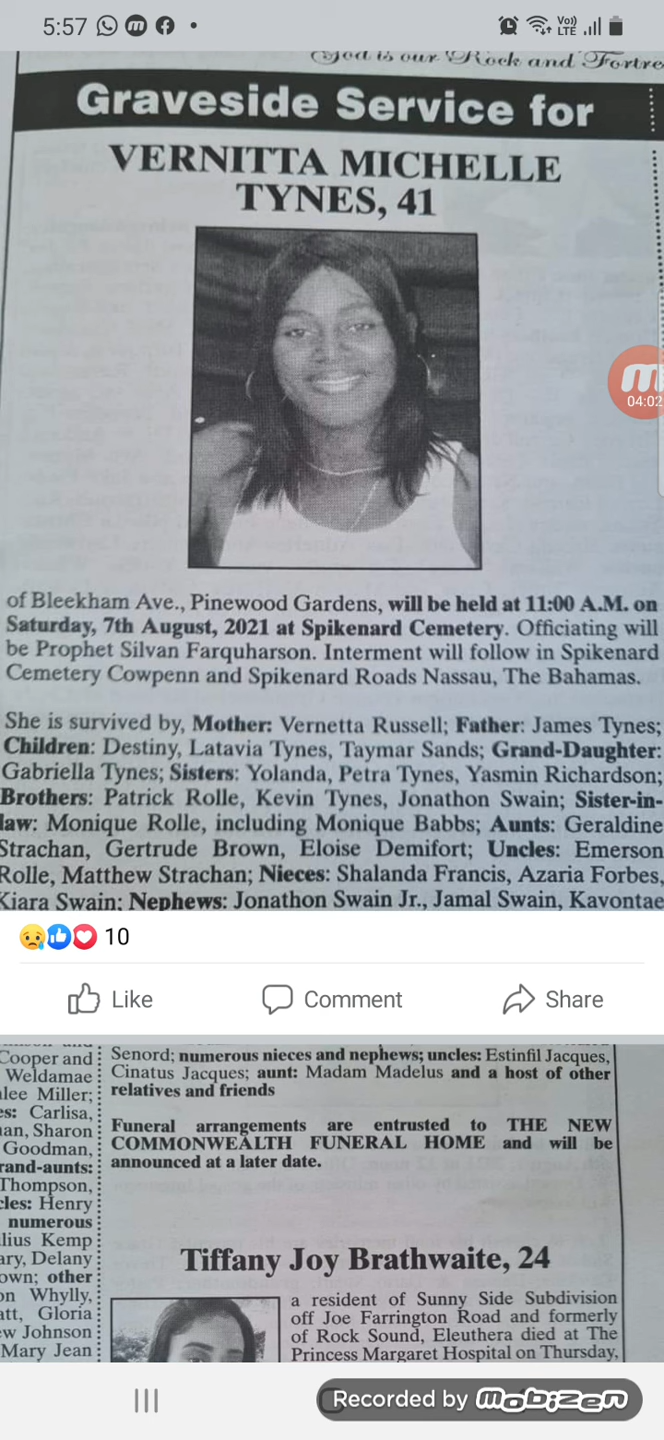 5:57
Vo))
LTE
God is our Rock and Fortre
Graveside Service for
VERNITTA MICHELLE
TYNES, 41
04:02
of Bleekham Ave., Pinewood Gardens, will be held at 11:00 A.M. on
Saturday, 7th August, 2021 at Spikenard Cemetery. Officiating will
be Prophet Silvan Farquharson. Interment will follow in Spikenard
Cemetery Cowpenn and Spikenard Roads Nassau, The Bahamas.
She is survived by, Mother: Vernetta Russell; Father: James Tynes;
Children: Destiny, Latavia Tynes, Taymar Sands; Grand-Daughter:
Gabriella Tynes; Sisters: Yolanda, Petra Tynes, Yasmin Richardson;
Brothers: Patrick Rolle, Kevin Tynes, Jonathon Swain; Sister-in-
law: Monique Rolle, including Monique Babbs; Aunts: Geraldine
Strachan, Gertrude Brown, Eloise Demifort; Uncles: Emerson
Rolle, Matthew Strachan; Nieces: Shalanda Francis, Azaria Forbes,
Kiara Swain; Nephews: Jonathon Swain Jr., Jamal Swain, Kavontae
10
Like
Comment
Share
Cooper and
Weldamae
lee Miller;
es: Carlisa,
an, Sharon
Goodman,
rand-aunts:
Thompson,
cles: Henry
numerous
lius Kemp
ary, Delany
own; other
on Whylly,
att, Gloria
ew Johnson
Mary Jean
Senord; numerous nieces and nephews; uncles: Estinfil Jacques,
Cinatus Jacques; aunt: Madam Madelus and a host of other
relatives and friends
Funeral arrangements are entrusted to THE NEW
COMMONWEALTH FUNERAL HOME and will be
announced at a later date.
Tiffany Joy Brathwaite, 24
a resident of Sunny Side Subdivision
off Joe Farrington Road and formerly
of Rock Sound, Eleuthera died at The
Princess Margaret Hospital on Thursday,
Recorded by mobizen